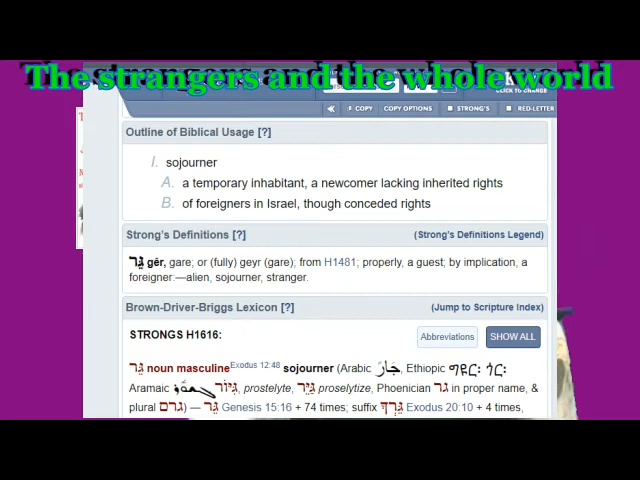 The strangers and the whole world
CLICK TO CHANGE
« COPY COPY OPTIONS STRONG'S RED-LETTER
Outline of Biblical Usage [?]
I. sojourner
A. a temporary inhabitant, a newcomer lacking inherited rights
B. of foreigners in Israel, though conceded rights
Strong's Definitions [?] (Strong's Definitions Legend)
גֵּר gêr, gare; or (fully) geyr (gare); from H1481; properly, a guest; by implication, a
foreigner:—alien, sojourner, stranger.
Brown-Driver-Briggs Lexicon [?] (Jump to Scripture Index)
STRONGS H1616: Abbreviations SHOW ALL
גֵּר noun masculine Exodus 12:48 sojourner (Arabic جَارٌ, Ethiopic
Aramaic גִּיּוֹר, prostelyte, גַּיֵּר proselytize, Phoenician גר in proper name, &
plural גרם) — גֵּר Genesis 15:16 + 74 times; suffix גֵּרְךָ Exodus 20:10 + 4 times,